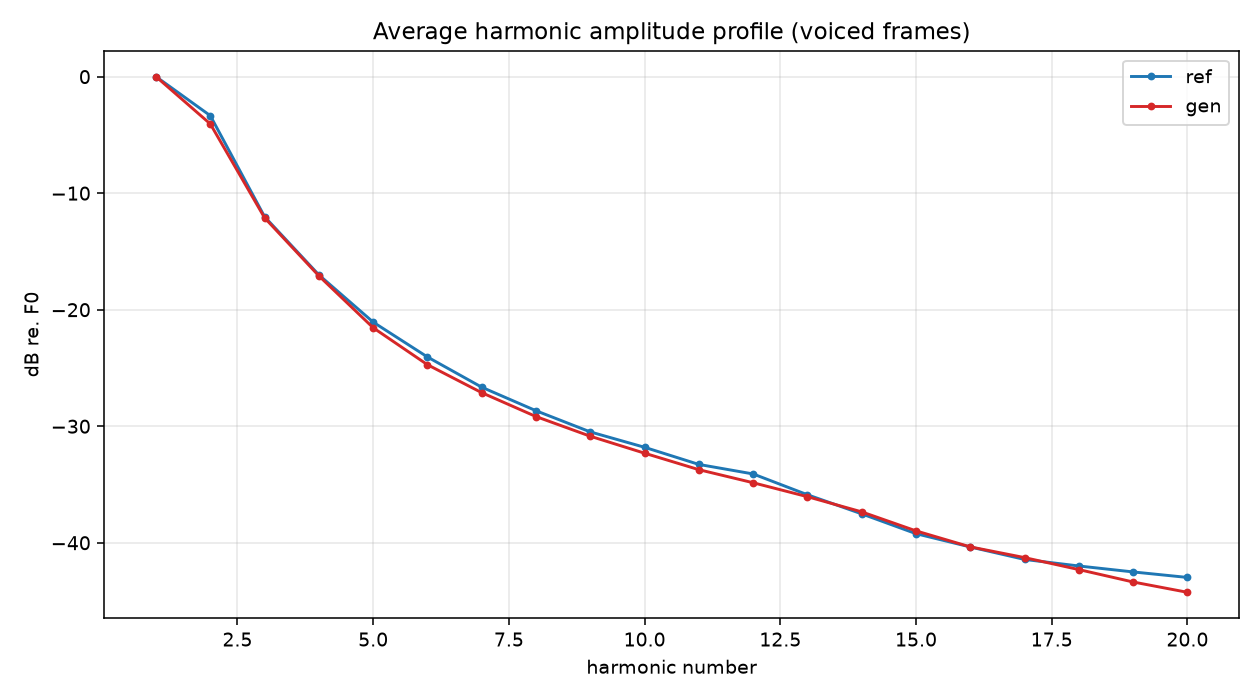 Average harmonic amplitude profile (voiced frames)
ref
gen
0
−10
−20
−30
−40
dB re. F0
2.5
5.0
7.5
10.0
12.5
15.0
17.5
20.0
harmonic number